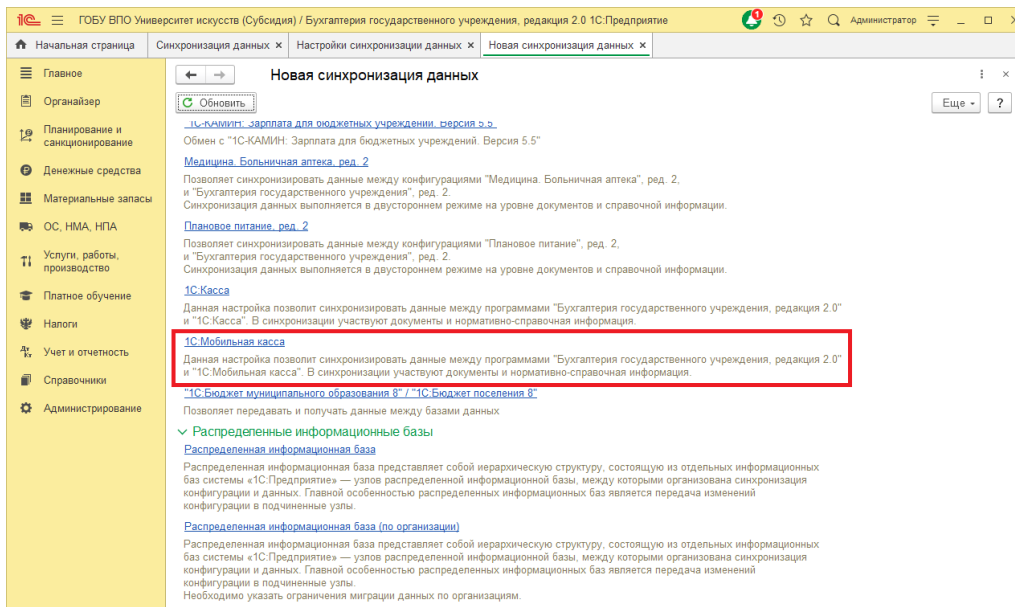 ГОБУ ВПО Университет искусств (Субсидия) / Бухгалтерия государственного учреждения, редакция 2.0 1С:Предприятие
1
Администратор
Начальная страница
Синхронизация данных ×
Настройки синхронизации данных ×
Новая синхронизация данных ×
Главное
Органайзер
Планирование и
санкционирование
Денежные средства
Материальные запасы
ОС, НМА, НПА
Услуги, работы,
производство
Платное обучение
Налоги
Учет и отчетность
Справочники
Администрирование
Новая синхронизация данных
Обновить
Еще
?
"1С-КАМИН: Зарплата для бюджетных учреждений. Версия 5.5"
Обмен с "1С-КАМИН: Зарплата для бюджетных учреждений. Версия 5.5"
Медицина. Больничная аптека, ред. 2
Позволяет синхронизировать данные между конфигурациями "Медицина. Больничная аптека", ред. 2,
и "Бухгалтерия государственного учреждения", ред. 2.
Синхронизация данных выполняется в двустороннем режиме на уровне документов и справочной информации.
Плановое питание, ред. 2
Позволяет синхронизировать данные между конфигурациями "Плановое питание", ред. 2,
и "Бухгалтерия государственного учреждения", ред. 2.
Синхронизация данных выполняется в двустороннем режиме на уровне документов и справочной информации.
1С:Касса
Данная настройка позволит синхронизировать данные между программами "Бухгалтерия государственного учреждения, редакция 2.0"
и "1С:Касса". В синхронизации участвуют документы и нормативно-справочная информация.
1С:Мобильная касса
Данная настройка позволит синхронизировать данные между программами "Бухгалтерия государственного учреждения, редакция 2.0"
и "1С:Мобильная касса". В синхронизации участвуют документы и нормативно-справочная информация.
"1С:Бюджет муниципального образования 8" / "1С:Бюджет поселения 8"
Позволяет передавать и получать данные между базами данных
Распределенные информационные базы
Распределенная информационная база
Распределенная информационная база представляет собой иерархическую структуру, состоящую из отдельных информационных
баз системы «1С:Предприятие» — узлов распределенной информационной базы, между которыми организована синхронизация
конфигурации и данных. Главной особенностью распределенных информационных баз является передача изменений
конфигурации в подчиненные узлы.
Распределенная информационная база (по организации)
Распределенная информационная база представляет собой иерархическую структуру, состоящую из отдельных информационных
баз системы «1С:Предприятие» — узлов распределенной информационной базы, между которыми организована синхронизация
конфигурации и данных. Главной особенностью распределенных информационных баз является передача изменений
конфигурации в подчиненные узлы.
Необходимо указать ограничения миграции данных по организациям.